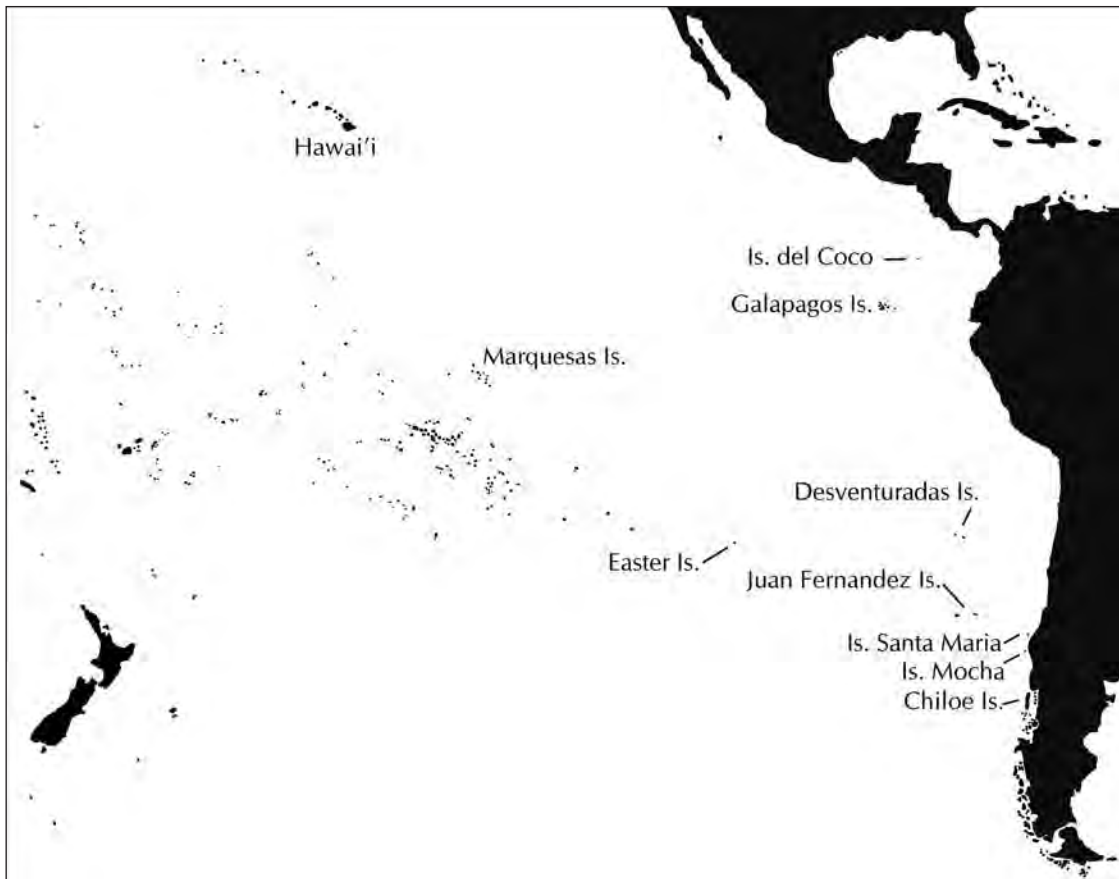 Hawai'i
Is. del Coco
Galapagos Is.
Marquesas Is.
Desventuradas Is.
Easter Is.
Juan Fernandez Is.
Is. Santa Maria
Is. Mocha
Chiloe Is.